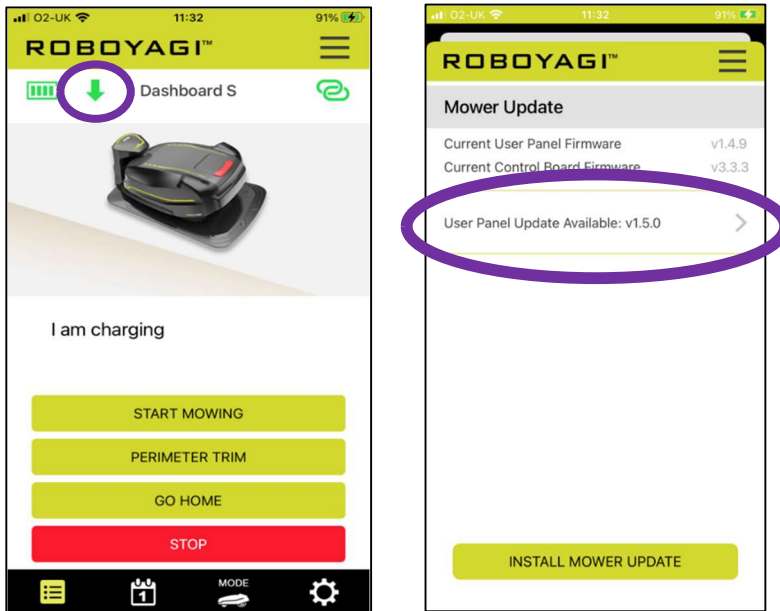 O2-UK 11:32 91%
ROBOYAGI™
Dashboard S
I am charging
START MOWING
PERIMETER TRIM
GO HOME
STOP
1
MODE
O2-UK 11:32 91%
ROBOYAGI™
Mower Update
Current User Panel Firmware v1.4.9
Current Control Board Firmware v3.3.3
User Panel Update Available: v1.5.0
INSTALL MOWER UPDATE